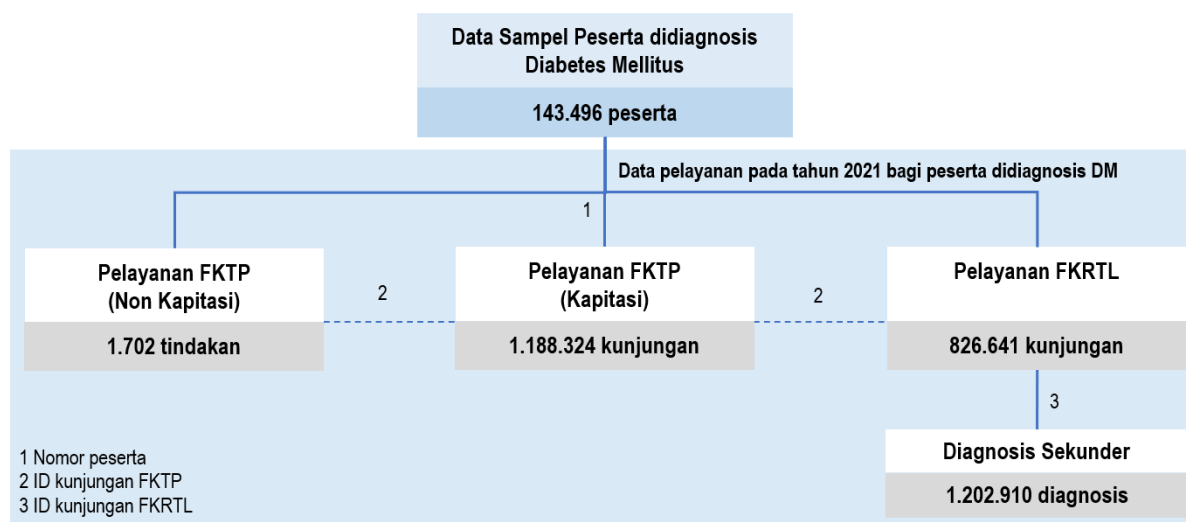 Data Sampel Peserta didiagnosis
Diabetes Mellitus
143.496 peserta
Data pelayanan pada tahun 2021 bagi peserta didiagnosis DM
1
Pelayanan FKTP
(Non Kapitasi)
1.702 tindakan
2
Pelayanan FKTP
(Kapitasi)
1.188.324 kunjungan
2
Pelayanan FKRTL
826.641 kunjungan
3
Diagnosis Sekunder
1.202.910 diagnosis
1 Nomor peserta
2 ID kunjungan FKTP
3 ID kunjungan FKRTL